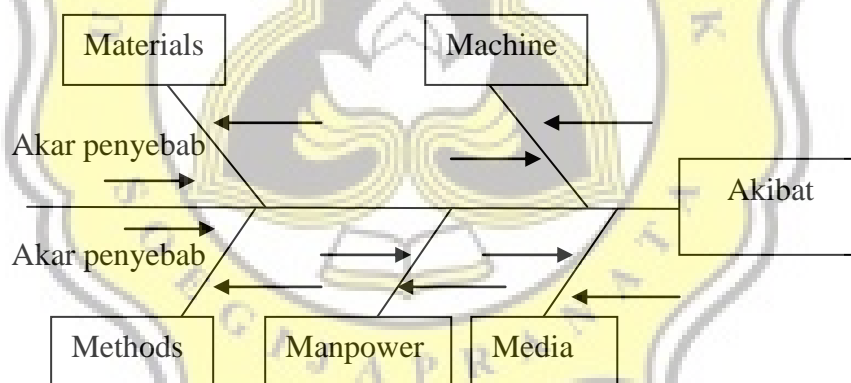 Materials
Machine
Akar penyebab
Akibat
Akar penyebab
Methods
Manpower
Media